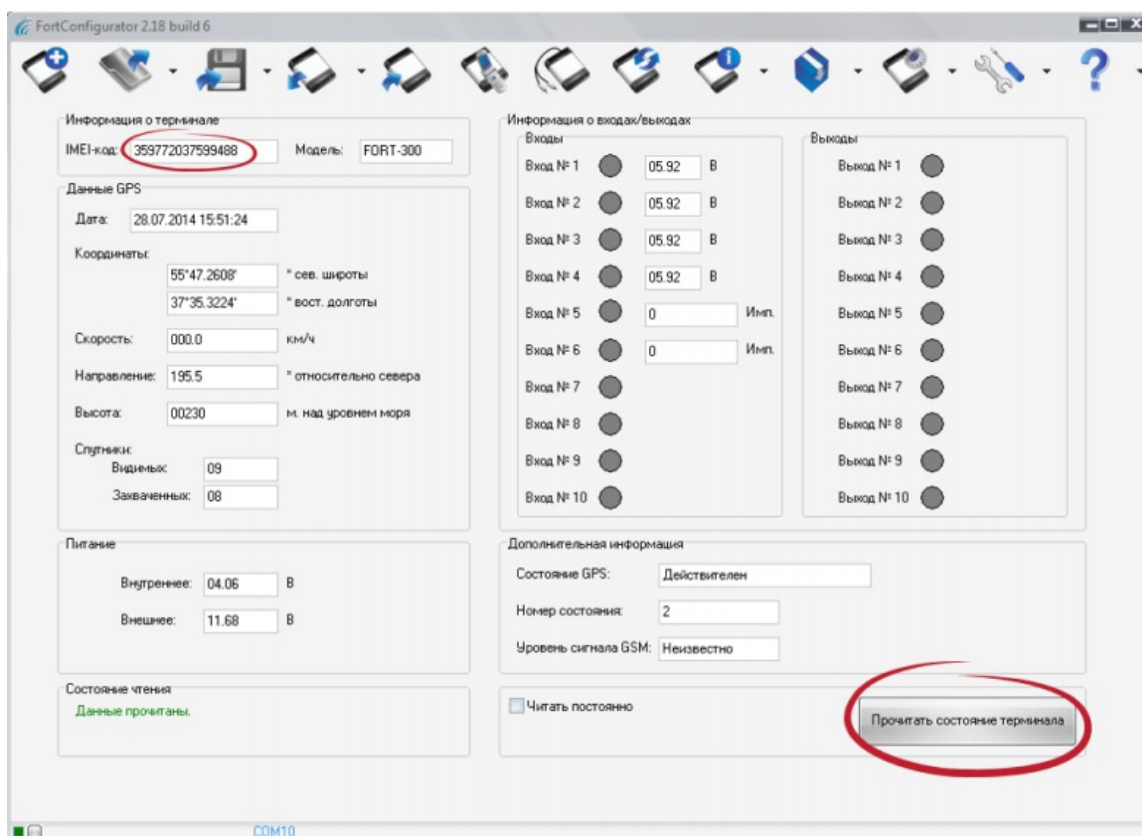 FortConfigurator 2.18 build 6
Информация о терминале
IMEI-код: 359772037599488 Модель: FORT-300
Данные GPS
Дата: 28.07.2014 15:51:24
Координаты:
55°47.2608' ° сев. широты
37°35.3224' ° вост. долготы
Скорость: 000.0 км/ч
Направление: 195.5 ° относительно севера
Высота: 00230 м. над уровнем моря
Спутники:
Видимых: 09
Захваченных: 08
Питание
Внутреннее: 04.06 В
Внешнее: 11.68 В
Состояние чтения
Данные прочитаны.
Информация о входах/выходах
Входы
Вход № 1 05.92 В
Вход № 2 05.92 В
Вход № 3 05.92 В
Вход № 4 05.92 В
Вход № 5 0 Имп.
Вход № 6 0 Имп.
Вход № 7
Вход № 8
Вход № 9
Вход № 10
Выходы
Выход № 1
Выход № 2
Выход № 3
Выход № 4
Выход № 5
Выход № 6
Выход № 7
Выход № 8
Выход № 9
Выход № 10
Дополнительная информация
Состояние GPS: Действителен
Номер состояния: 2
Уровень сигнала GSM: Неизвестно
Читать постоянно
Прочитать состояние терминала
COM10